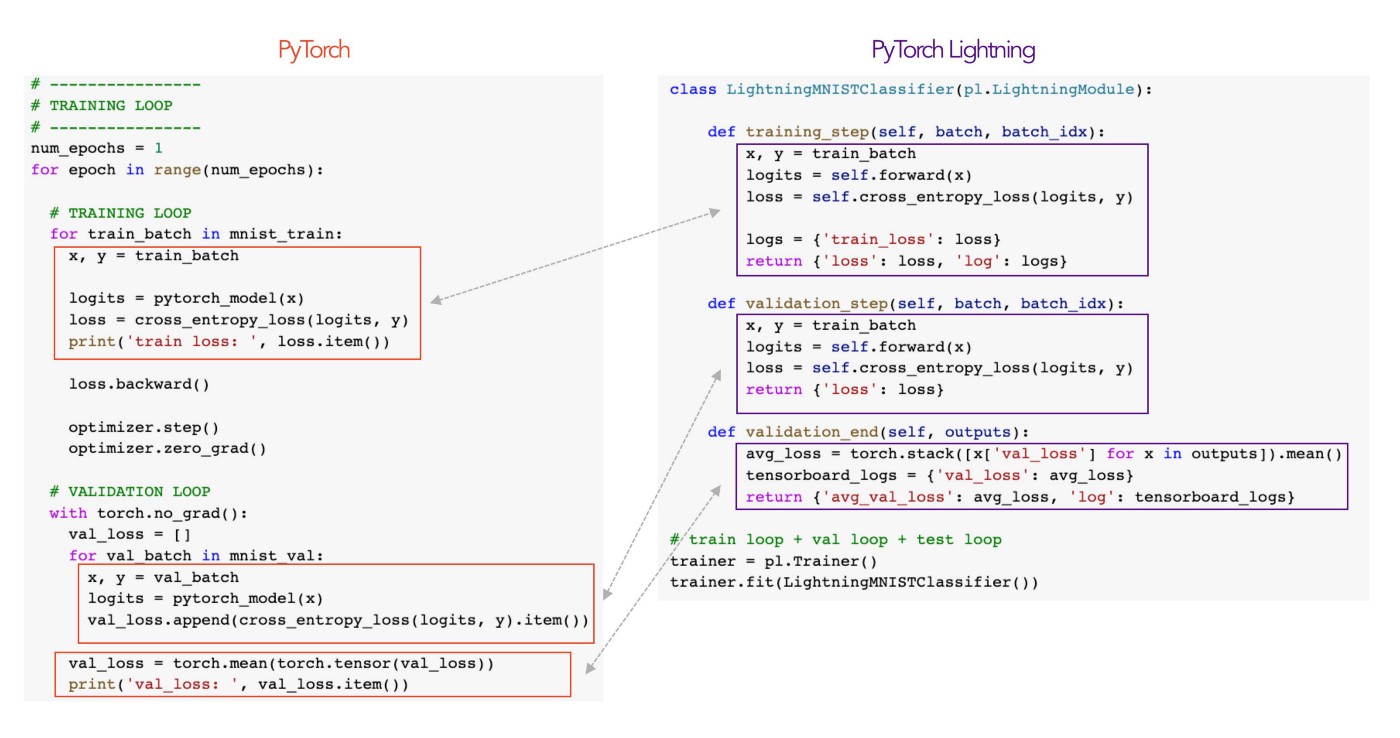 PyTorch
# ----------------
# TRAINING LOOP
# ----------------
num_epochs = 1
for epoch in range(num_epochs):
# TRAINING LOOP
for train_batch in mnist_train:
x, y = train_batch
logits = pytorch_model(x)
loss = cross_entropy_loss(logits, y)
print('train loss: ', loss.item())
loss.backward()
optimizer.step()
optimizer.zero_grad()
# VALIDATION LOOP
with torch.no_grad():
val_loss = []
for val_batch in mnist_val:
x, y = val_batch
logits = pytorch_model(x)
val_loss.append(cross_entropy_loss(logits, y).item())
val_loss = torch.mean(torch.tensor(val_loss))
print('val_loss: ', val_loss.item())
PyTorch Lightning
class LightningMNISTClassifier(pl.LightningModule):
def training_step(self, batch, batch_idx):
x, y = train_batch
logits = self.forward(x)
loss = self.cross_entropy_loss(logits, y)
logs = {'train_loss': loss}
return {'loss': loss, 'log': logs}
def validation_step(self, batch, batch_idx):
x, y = train_batch
logits = self.forward(x)
loss = self.cross_entropy_loss(logits, y)
return {'loss': loss}
def validation_end(self, outputs):
avg_loss = torch.stack([x['val_loss'] for x in outputs]).mean()
tensorboard_logs = {'val_loss': avg_loss}
return {'avg_val_loss': avg_loss, 'log': tensorboard_logs}
# train loop + val loop + test loop
trainer = pl.Trainer()
trainer.fit(LightningMNISTClassifier())